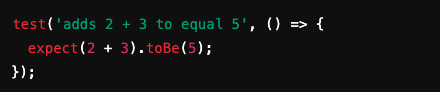 test('adds 2 + 3 to equal 5', () => {
  expect(2 + 3).toBe(5);
});